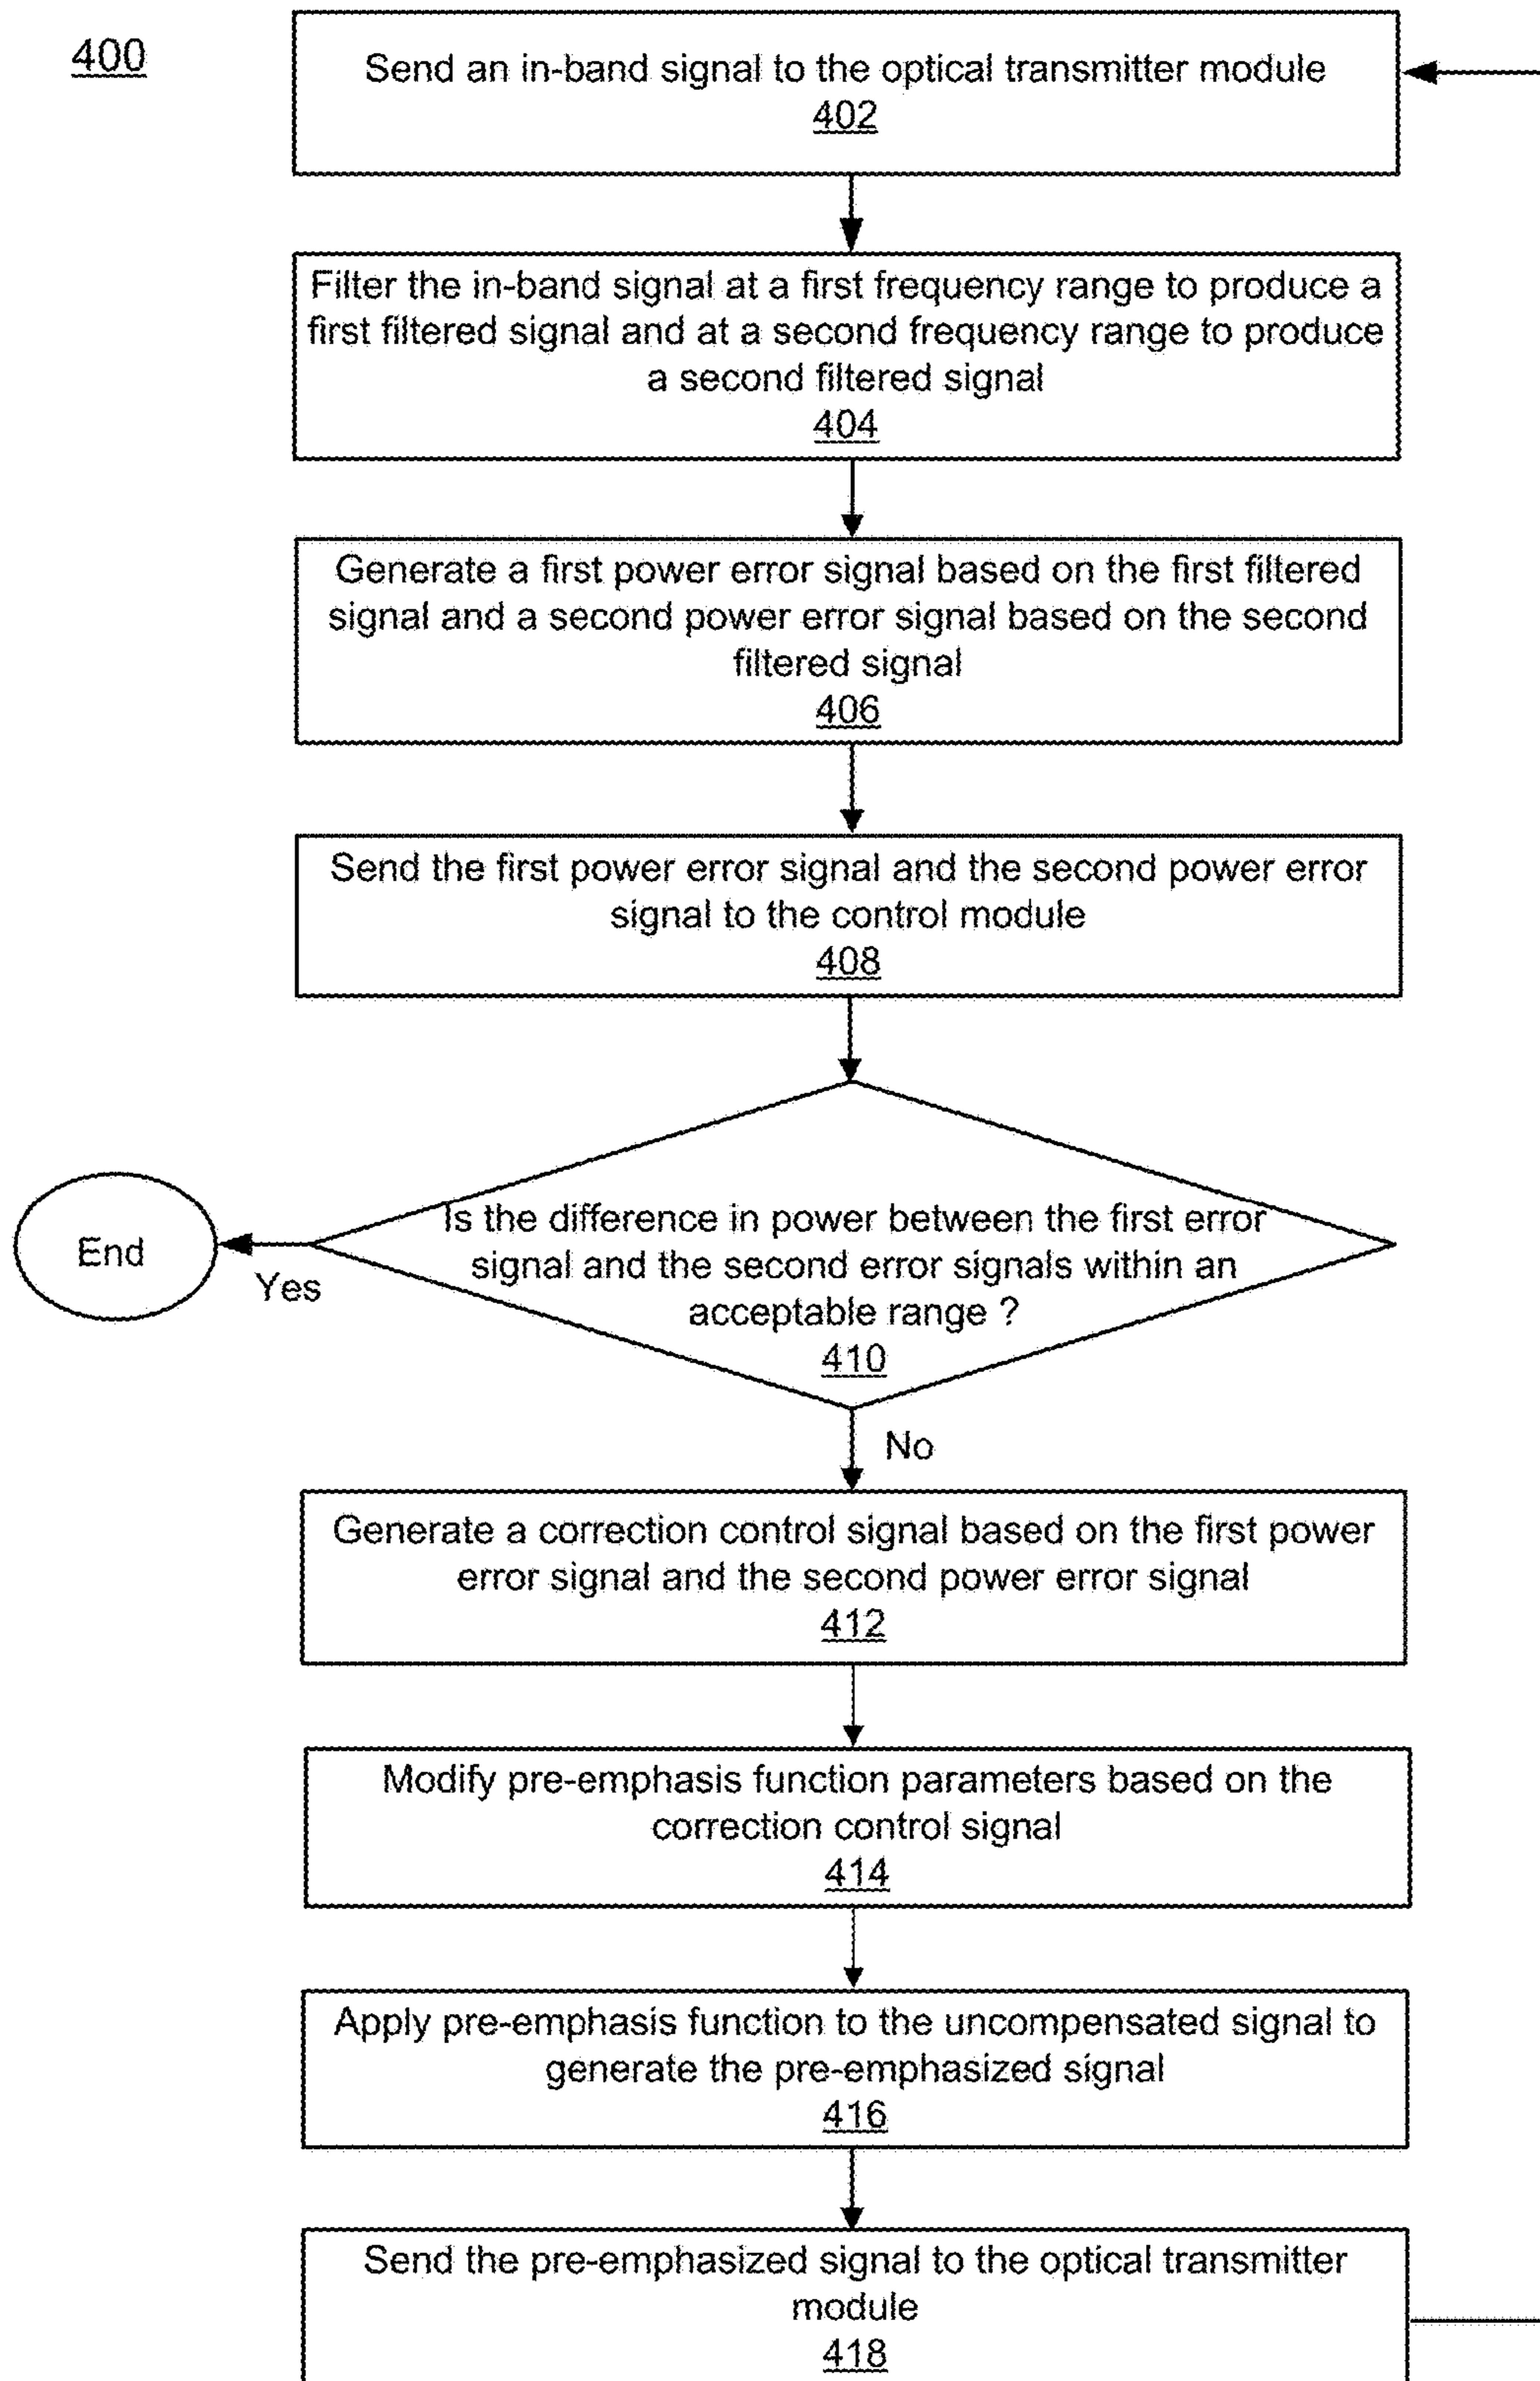 400
Send an in-band signal to the optical transmitter module
402
Filter the in-band signal at a first frequency range to produce a
first filtered signal and at a second frequency range to produce
a second filtered signal
404
Generate a first power error signal based on the first filtered
signal and a second power error signal based on the second
filtered signal
406
Send the first power error signal and the second power error
signal to the control module
408
Is the difference in power between the first error
signal and the second error signals within an
acceptable range ?
410
End
Yes
No
Generate a correction control signal based on the first power
error signal and the second power error signal
412
Modify pre-emphasis function parameters based on the
correction control signal
414
Apply pre-emphasis function to the uncompensated signal to
generate the pre-emphasized signal
416
Send the pre-emphasized signal to the optical transmitter
module
418